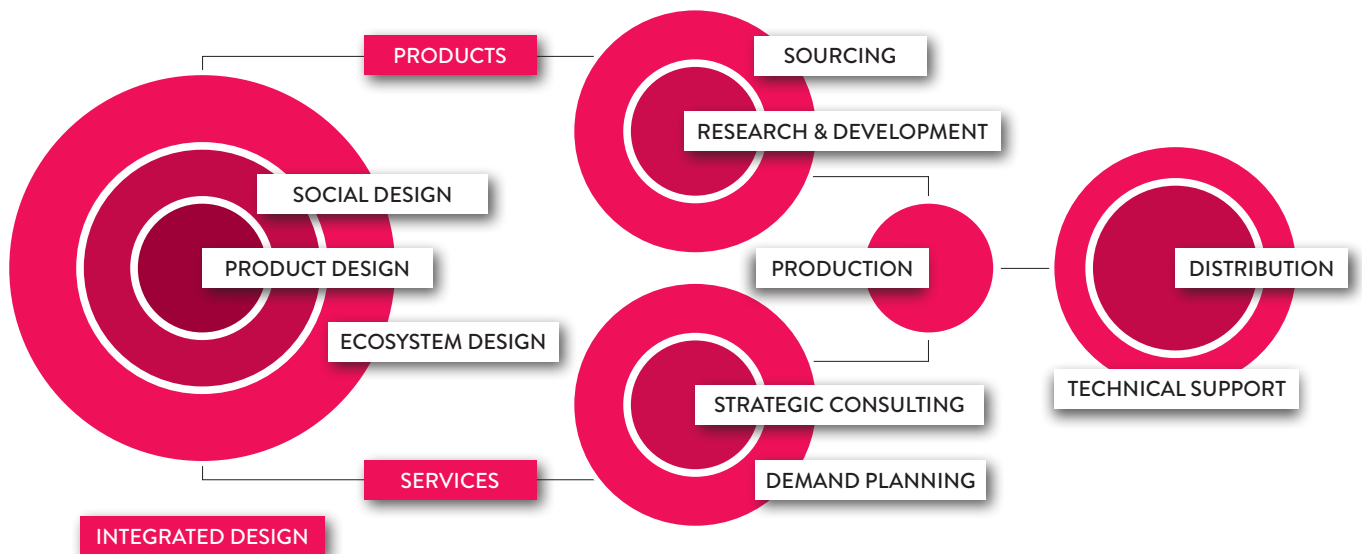 PRODUCTS
SOURCING
RESEARCH & DEVELOPMENT
SOCIAL DESIGN
PRODUCT DESIGN
ECOSYSTEM DESIGN
PRODUCTION
DISTRIBUTION
TECHNICAL SUPPORT
STRATEGIC CONSULTING
DEMAND PLANNING
SERVICES
INTEGRATED DESIGN